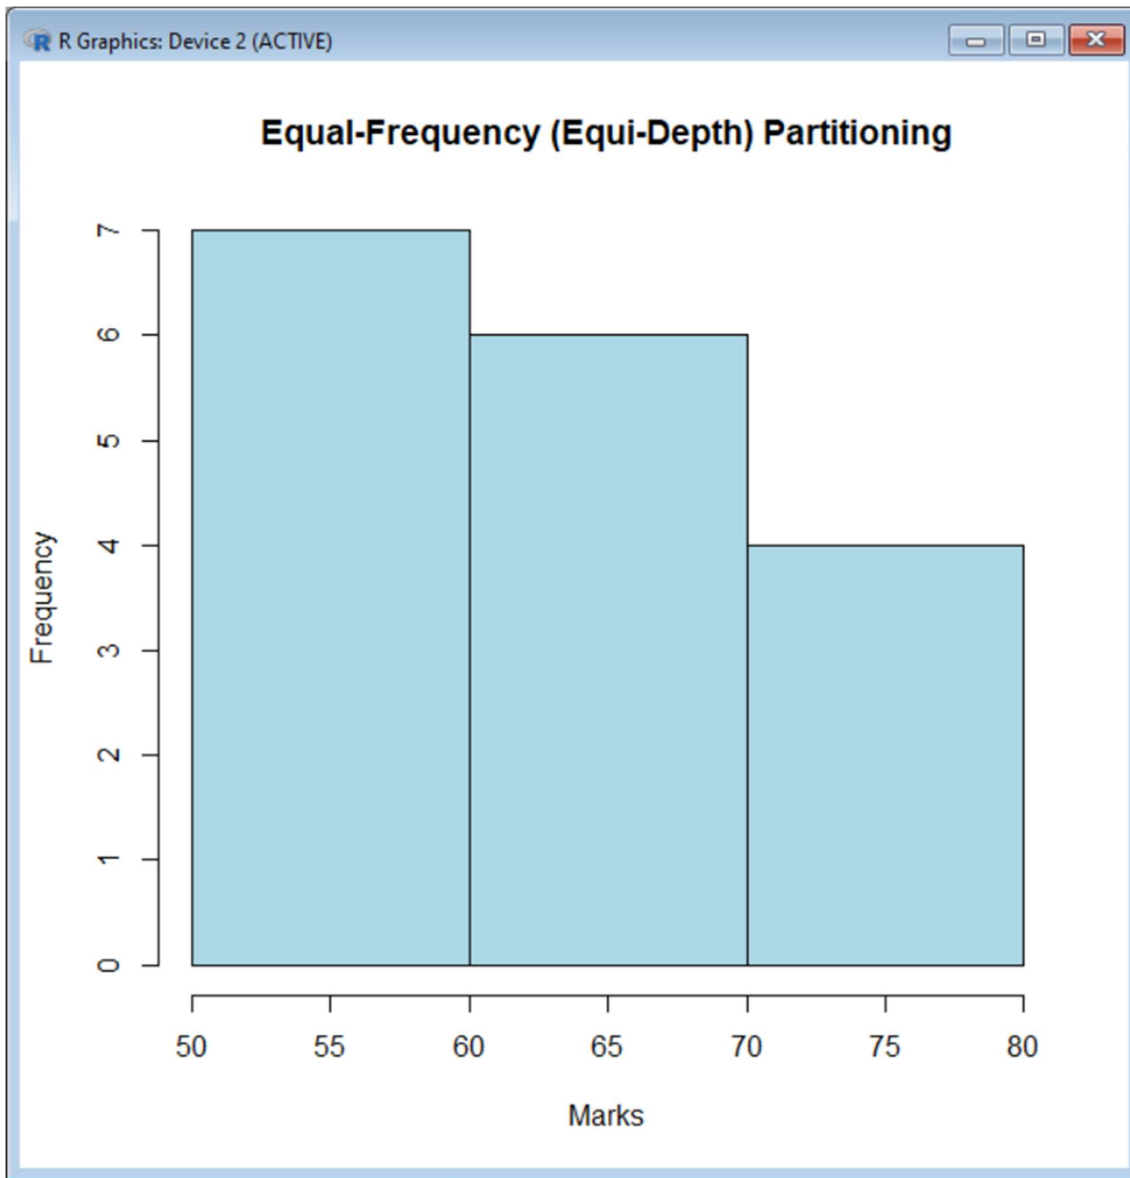 R Graphics: Device 2 (ACTIVE)
Equal-Frequency (Equi-Depth) Partitioning
7
6
5
4
3
2
1
0
Frequency
50 55 60 65 70 75 80
Marks